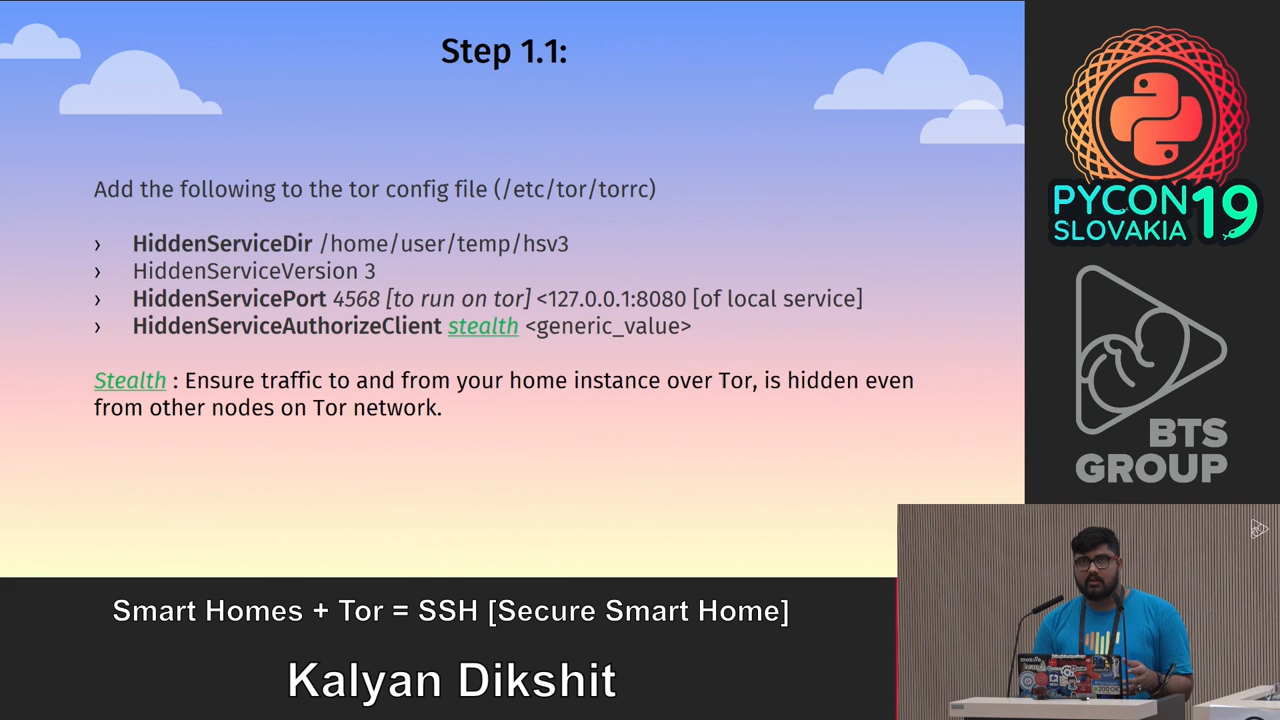 Step 1.1:
Add the following to the tor config file (/etc/tor/torrc)
› HiddenServiceDir /home/user/temp/hsv3
› HiddenServiceVersion 3
› HiddenServicePort 4568 [to run on tor] <127.0.0.1:8080 [of local service]
› HiddenServiceAuthorizeClient stealth <generic_value>
Stealth : Ensure traffic to and from your home instance over Tor, is hidden even
from other nodes on Tor network.
PYCON 19
SLOVAKIA
BTS
GROUP
Smart Homes + Tor = SSH [Secure Smart Home]
Kalyan Dikshit